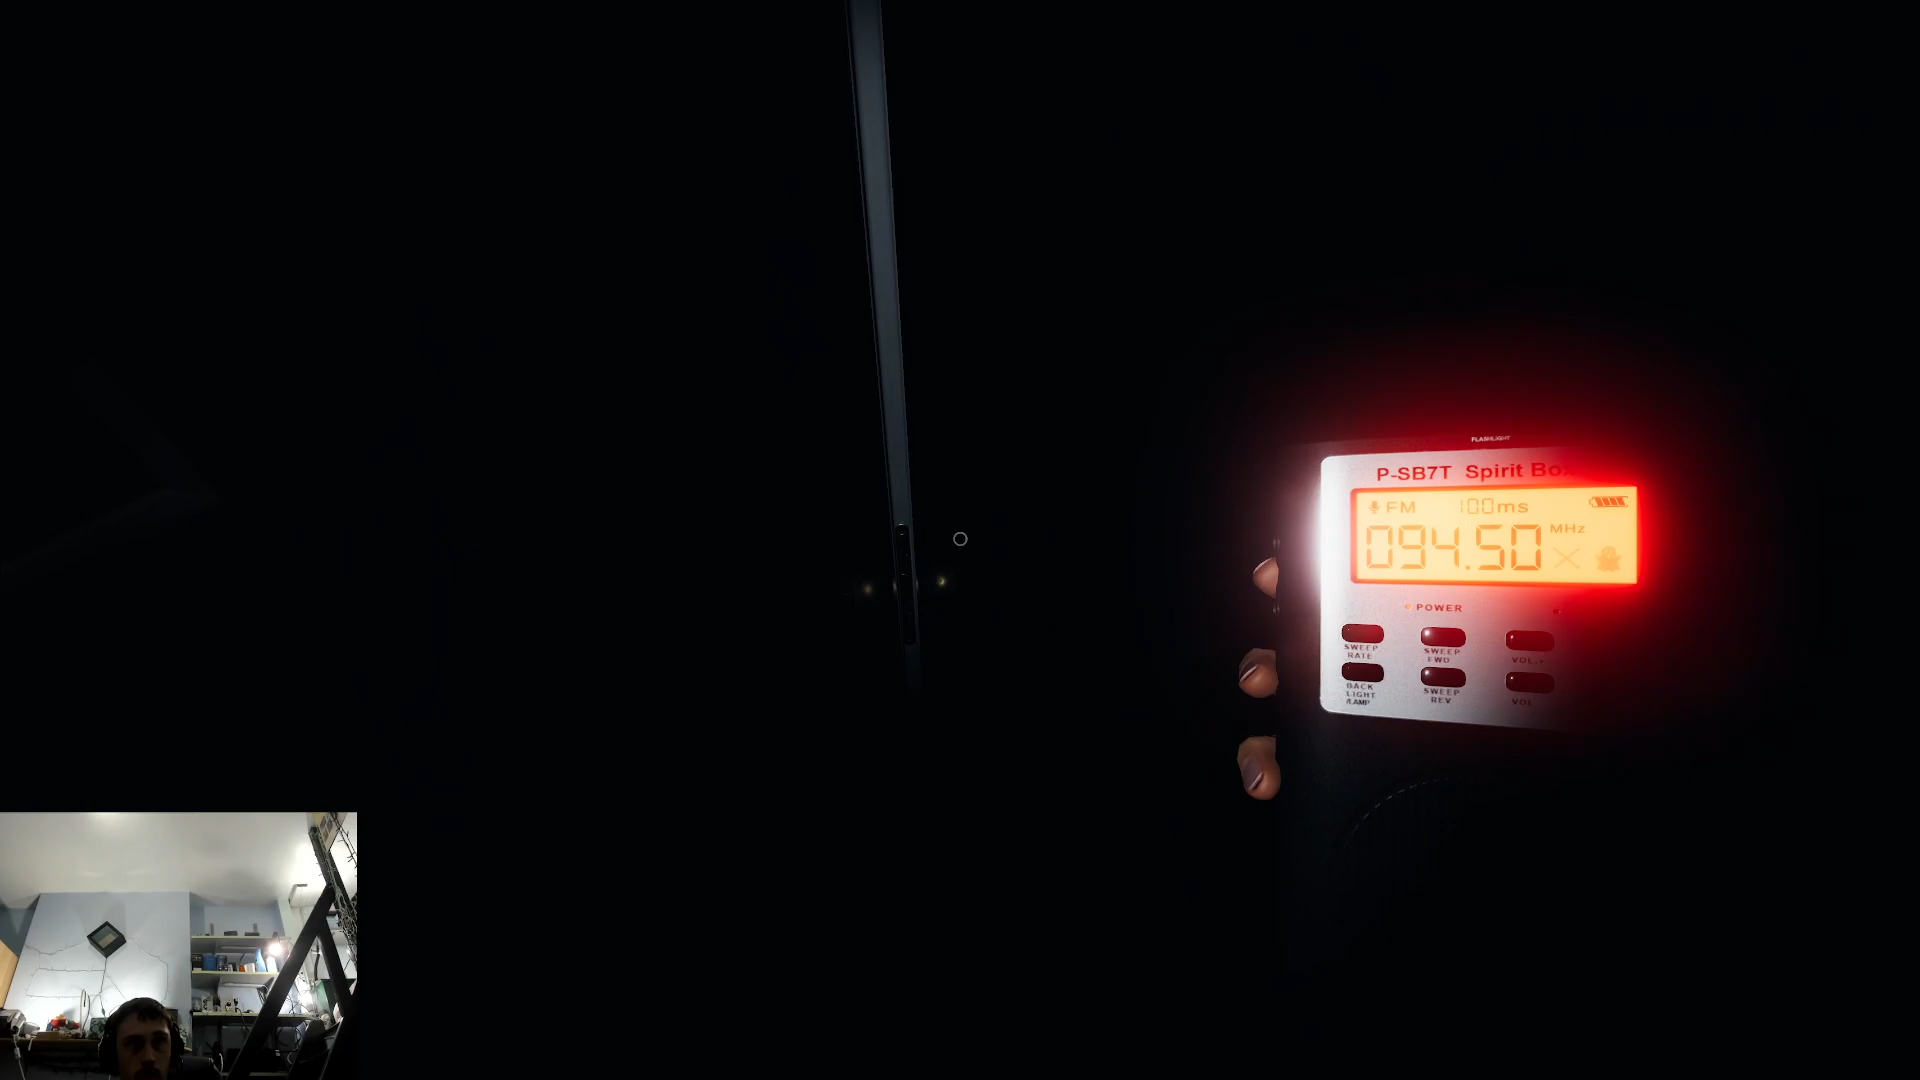 FLASHLIGHT
P-SB7T Spirit Box
FM 100ms
094.50 MHz
POWER
SWEEP RATE
SWEEP FWD
VOL +
BACK LIGHT /LAMP
SWEEP REV
VOL